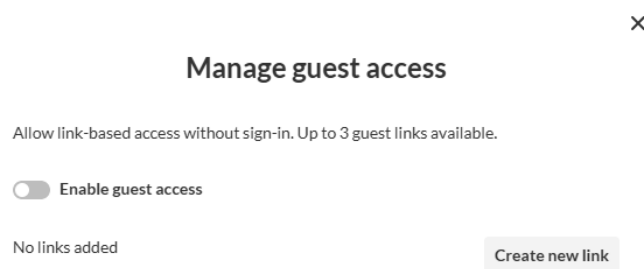 Manage guest access
Allow link-based access without sign-in. Up to 3 guest links available.
Enable guest access
No links added
Create new link